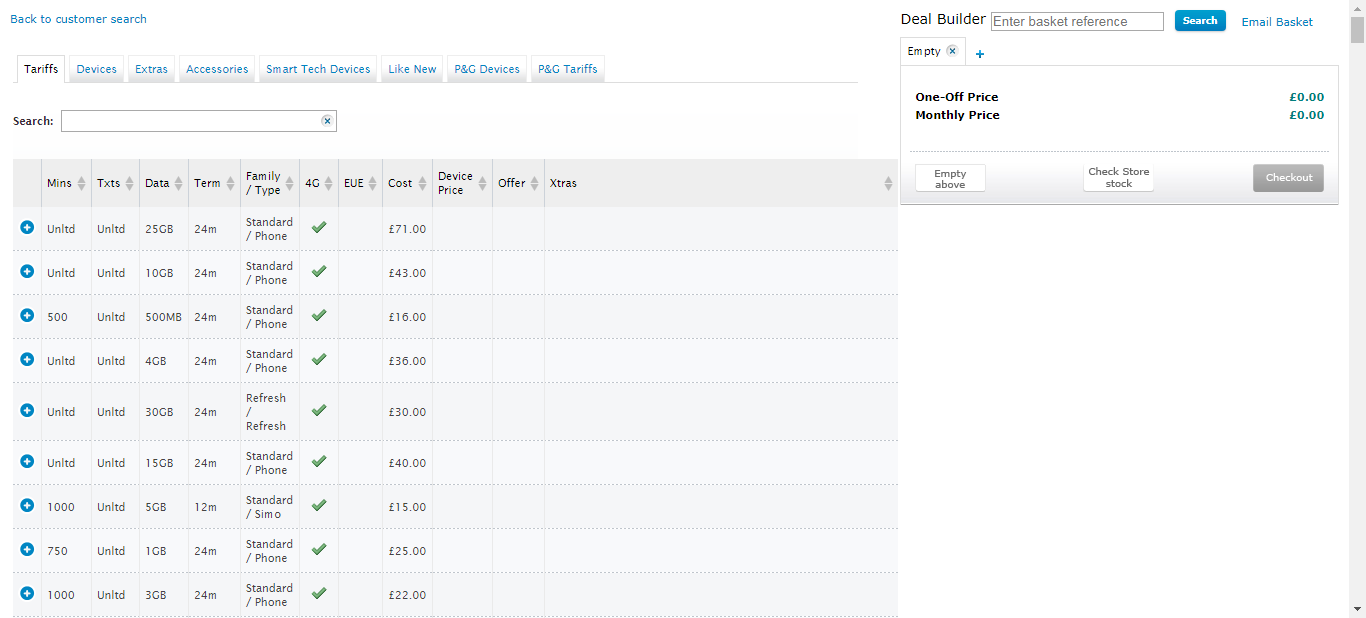 Back to customer search
Deal Builder Enter basket reference Search Email Basket
Empty +
Tariffs Devices Extras Accessories Smart Tech Devices Like New P&G Devices P&G Tariffs
One-Off Price £0.00
Monthly Price £0.00
Search:
Empty above Check Store stock Checkout
Mins Txts Data Term Family / Type 4G EUE Cost Device Price Offer Xtras
Unltd Unltd 25GB 24m Standard / Phone £71.00
Unltd Unltd 10GB 24m Standard / Phone £43.00
500 Unltd 500MB 24m Standard / Phone £16.00
Unltd Unltd 4GB 24m Standard / Phone £36.00
Unltd Unltd 30GB 24m Refresh / Refresh £30.00
Unltd Unltd 15GB 24m Standard / Phone £40.00
1000 Unltd 5GB 12m Standard / Simo £15.00
750 Unltd 1GB 24m Standard / Phone £25.00
1000 Unltd 3GB 24m Standard / Phone £22.00